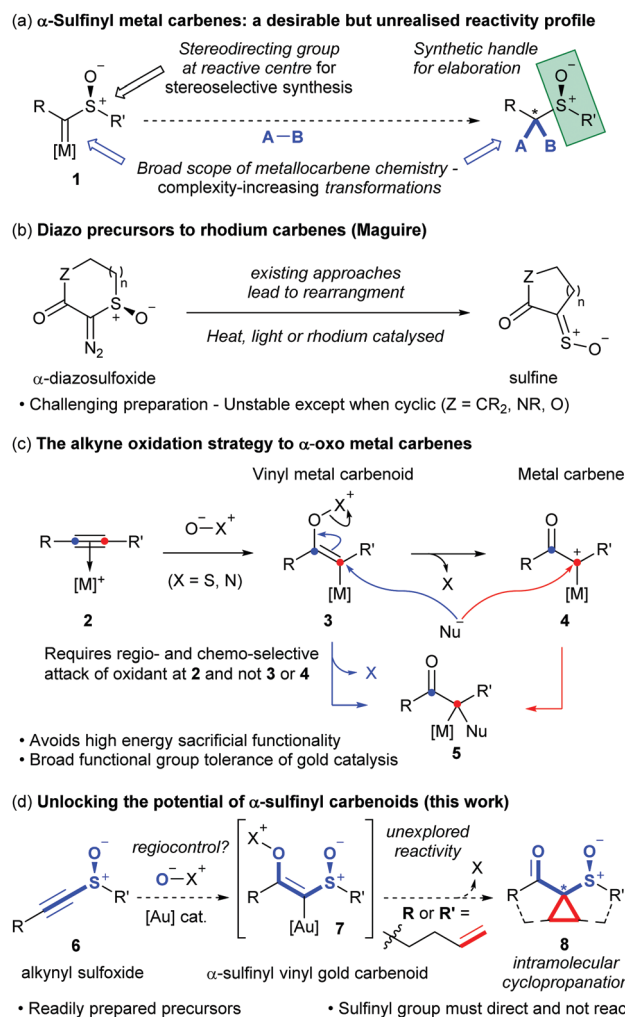 (a) α-Sulfinyl metal carbenes: a desirable but unrealised reactivity profile
Stereodirecting group
at reactive centre for
stereoselective synthesis
Synthetic handle
for elaboration
O⁻
R
S⁺
R'
[M]
1
A–B
O⁻
R
*
S⁺
R'
A B
Broad scope of metallocarbene chemistry -
complexity-increasing transformations
(b) Diazo precursors to rhodium carbenes (Maguire)
Z
( )n
O
S⁺
O⁻
N₂
α-diazosulfoxide
existing approaches
lead to rearrangment
Heat, light or rhodium catalysed
Z
( )n
O
S⁺
O⁻
sulfine
• Challenging preparation - Unstable except when cyclic (Z = CR₂, NR, O)
(c) The alkyne oxidation strategy to α-oxo metal carbenes
Vinyl metal carbenoid
Metal carbene
R
R'
[M]⁺
2
O⁻–X⁺
(X = S, N)
O–X⁺
R
R'
[M]
3
X
Nu⁻
O
R
+
R'
[M]
4
Requires regio- and chemo-selective
attack of oxidant at 2 and not 3 or 4
X
O
R
R'
[M] Nu
5
• Avoids high energy sacrificial functionality
• Broad functional group tolerance of gold catalysis
(d) Unlocking the potential of α-sulfinyl carbenoids (this work)
O⁻
S⁺
R'
R
6
alkynyl sulfoxide
regiocontrol?
O⁻–X⁺
[Au] cat.
X⁺
O
O⁻
R
S⁺
R'
[Au]
7
α-sulfinyl vinyl gold carbenoid
unexplored
reactivity
X
R or R' =
O
O⁻
R
*
S⁺
R'
8
intramolecular
cyclopropanation
• Readily prepared precursors
• Sulfinyl group must direct and not react